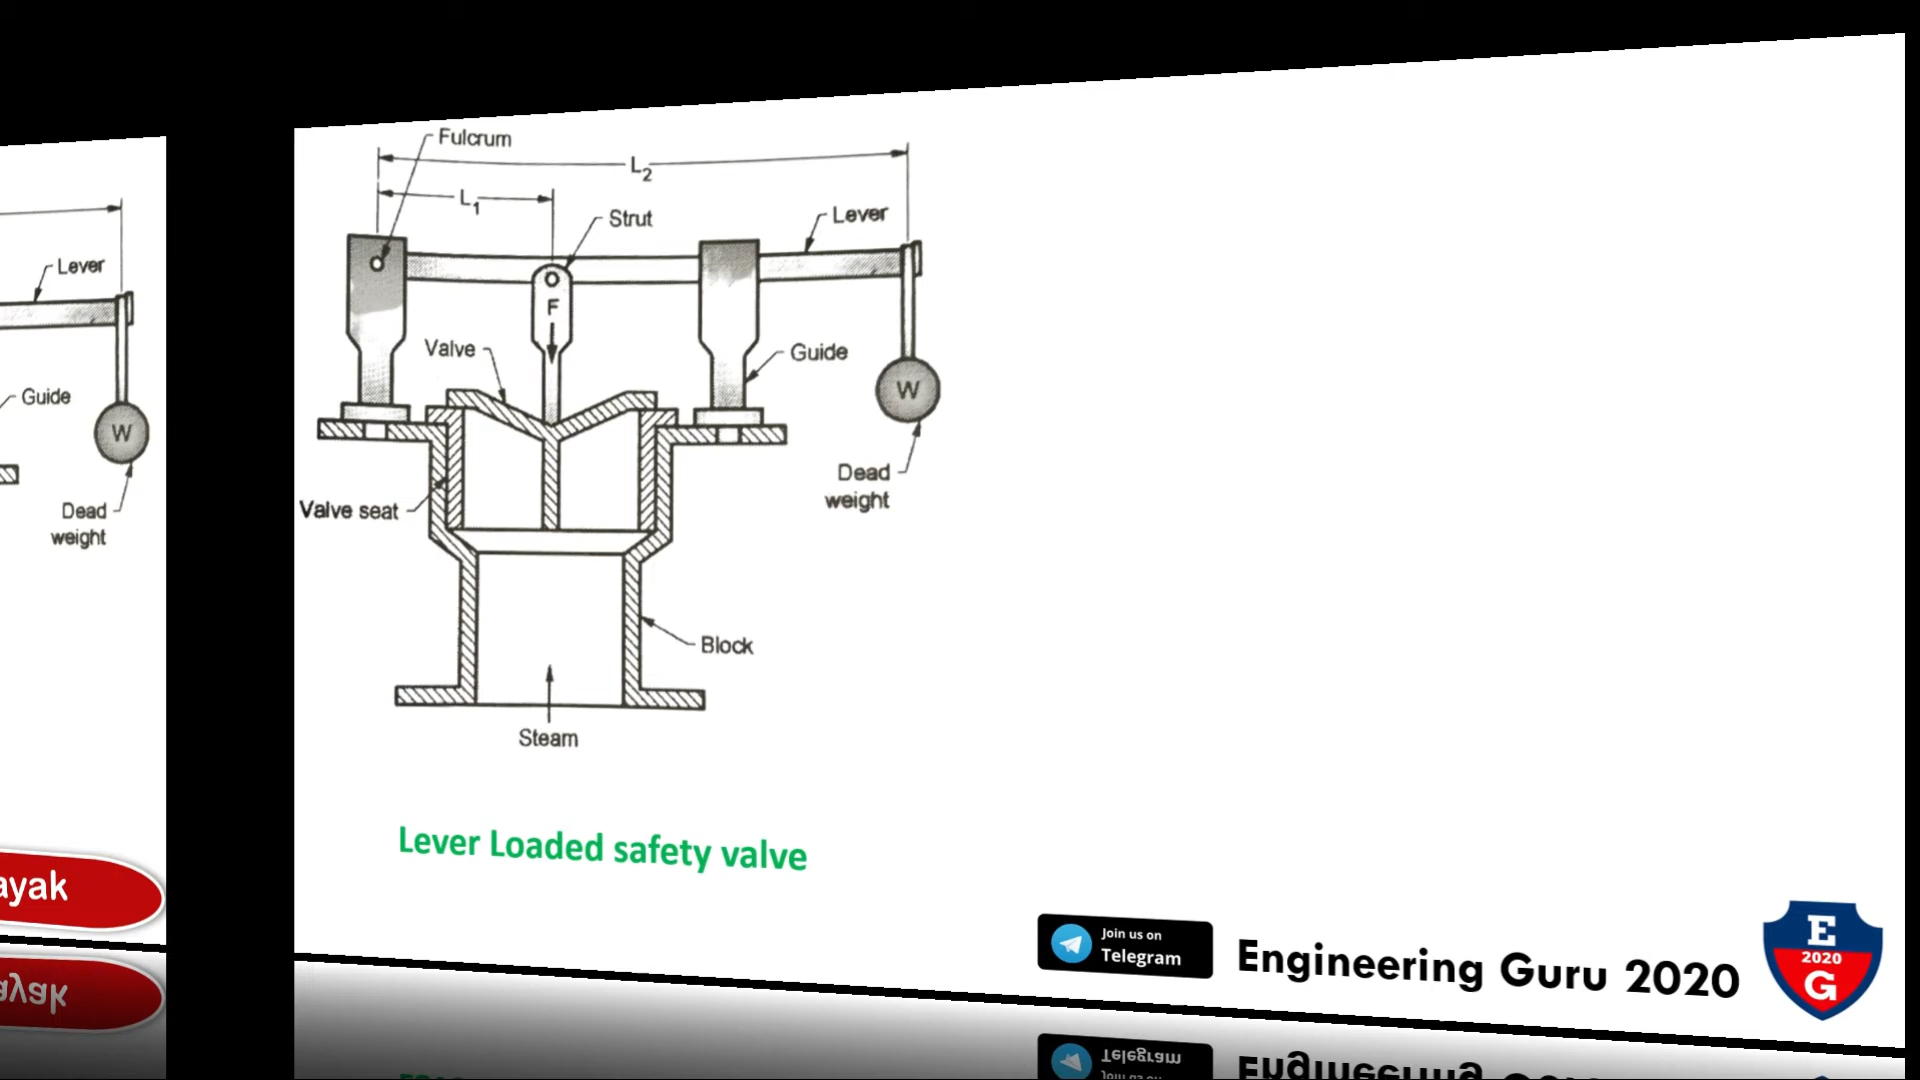 Lever
Guide
W
Dead
weight
ayak
Fulcrum
L2
L1
Strut
Lever
F
Valve
Guide
W
Dead
weight
Valve seat
Block
Steam
Lever Loaded safety valve
Join us on
Telegram
Engineering Guru 2020
E
2020
G